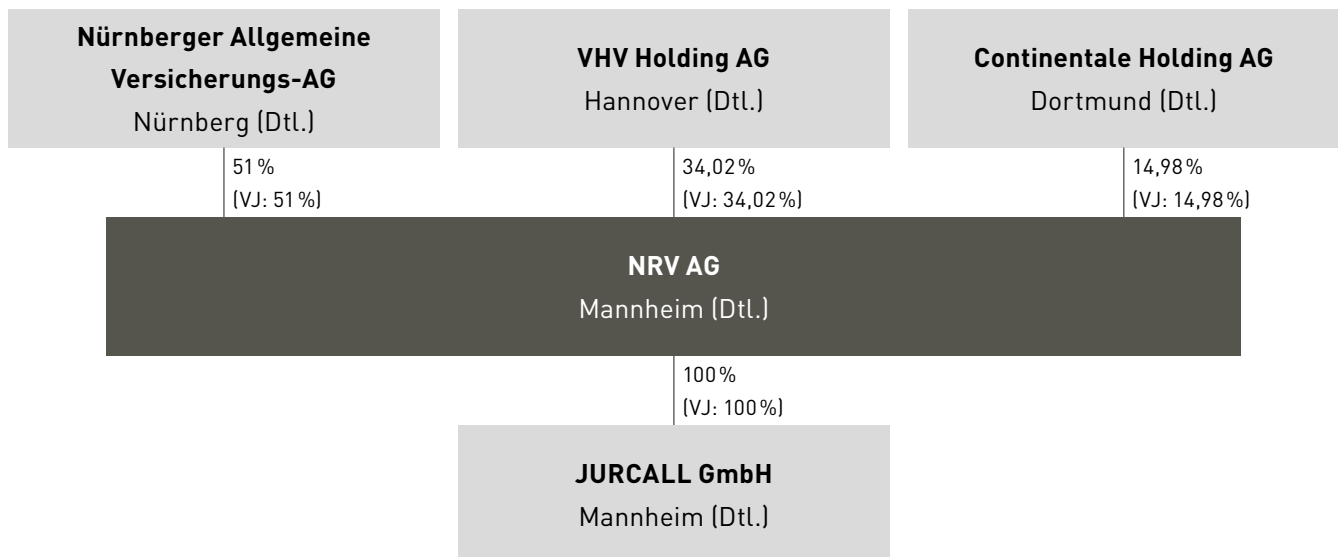 Nürnberger Allgemeine
Versicherungs-AG
Nürnberg (Dtl.)
VHV Holding AG
Hannover (Dtl.)
Continentale Holding AG
Dortmund (Dtl.)
51 %
(VJ: 51 %)
34,02 %
(VJ: 34,02 %)
14,98 %
(VJ: 14,98 %)
NRV AG
Mannheim (Dtl.)
100 %
(VJ: 100 %)
JURCALL GmbH
Mannheim (Dtl.)